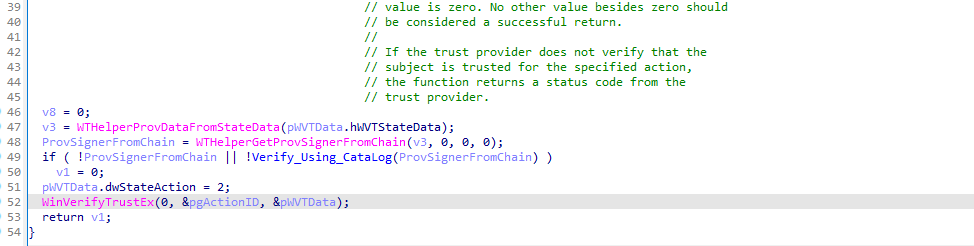 39 // value is zero. No other value besides zero should
40 // be considered a successful return.
41 //
42 // If the trust provider does not verify that the
43 // subject is trusted for the specified action,
44 // the function returns a status code from the
45 // trust provider.
46 v8 = 0;
47 v3 = WTHelperProvDataFromStateData(pWVTData.hWVTStateData);
48 ProvSignerFromChain = WTHelperGetProvSignerFromChain(v3, 0, 0, 0);
49 if ( !ProvSignerFromChain || !Verify_Using_CataLog(ProvSignerFromChain) )
50 v1 = 0;
51 pWVTData.dwStateAction = 2;
52 WinVerifyTrustEx(0, &pgActionID, &pWVTData);
53 return v1;
54 }